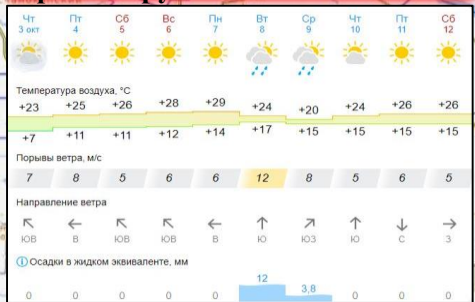 Чт Пт Сб Вс Пн Вт Ср Чт Пт Сб
3 окт 4 5 6 7 8 9 10 11 12
Температура воздуха, °C
+23 +25 +26 +28 +29 +24 +20 +24 +26 +26
+7 +11 +11 +12 +14 +17 +15 +15 +15 +15
Порывы ветра, м/с
7 8 5 6 6 12 8 5 6 5
Направление ветра
ЮВ В ЮВ ЮВ В Ю ЮЗ Ю С З
Осадки в жидком эквиваленте, мм
0 0 0 0 0 12 3,8 0 0 0